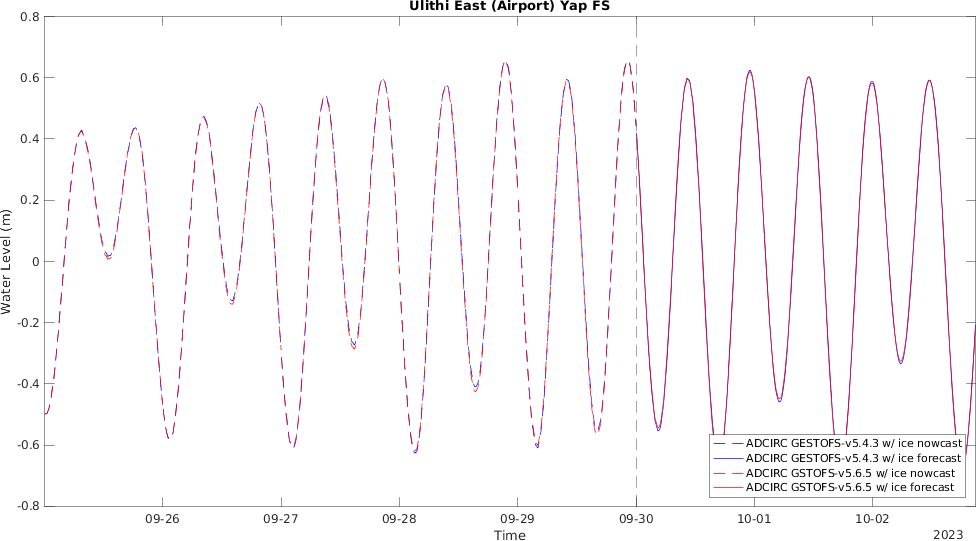 Ulithi East (Airport) Yap FS
0.8
0.6
0.4
0.2
0
-0.2
-0.4
-0.6
-0.8
Water Level (m)
09-26
09-27
09-28
09-29
09-30
10-01
10-02
Time
2023
ADCIRC GESTOFS-v5.4.3 w/ ice nowcast
ADCIRC GESTOFS-v5.4.3 w/ ice forecast
ADCIRC GSTOFS-v5.6.5 w/ ice nowcast
ADCIRC GSTOFS-v5.6.5 w/ ice forecast